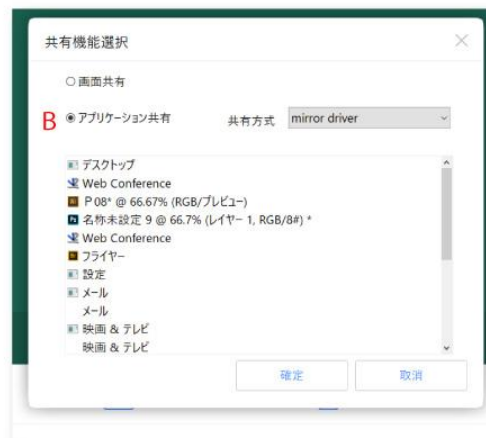 共有機能選択
画面共有
B アプリケーション共有 共有方式 mirror driver
デスクトップ
Web Conference
P 08* @ 66.67% (RGB/プレビュー)
名称未設定 9 @ 66.7% (レイヤー 1, RGB/8#) *
Web Conference
フライヤー
設定
メール
メール
映画 & テレビ
映画 & テレビ
確定 取消